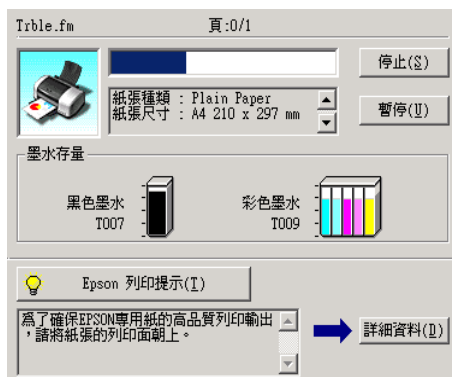 Trble.fm 頁:0/1
停止(S)
紙張種類 : Plain Paper
紙張尺寸 : A4 210 x 297 mm
暫停(U)
墨水存量
黑色墨水
T007
彩色墨水
T009
Epson 列印提示(T)
為了確保EPSON專用紙的高品質列印輸出
，請將紙張的列印面朝上。
詳細資料(D)